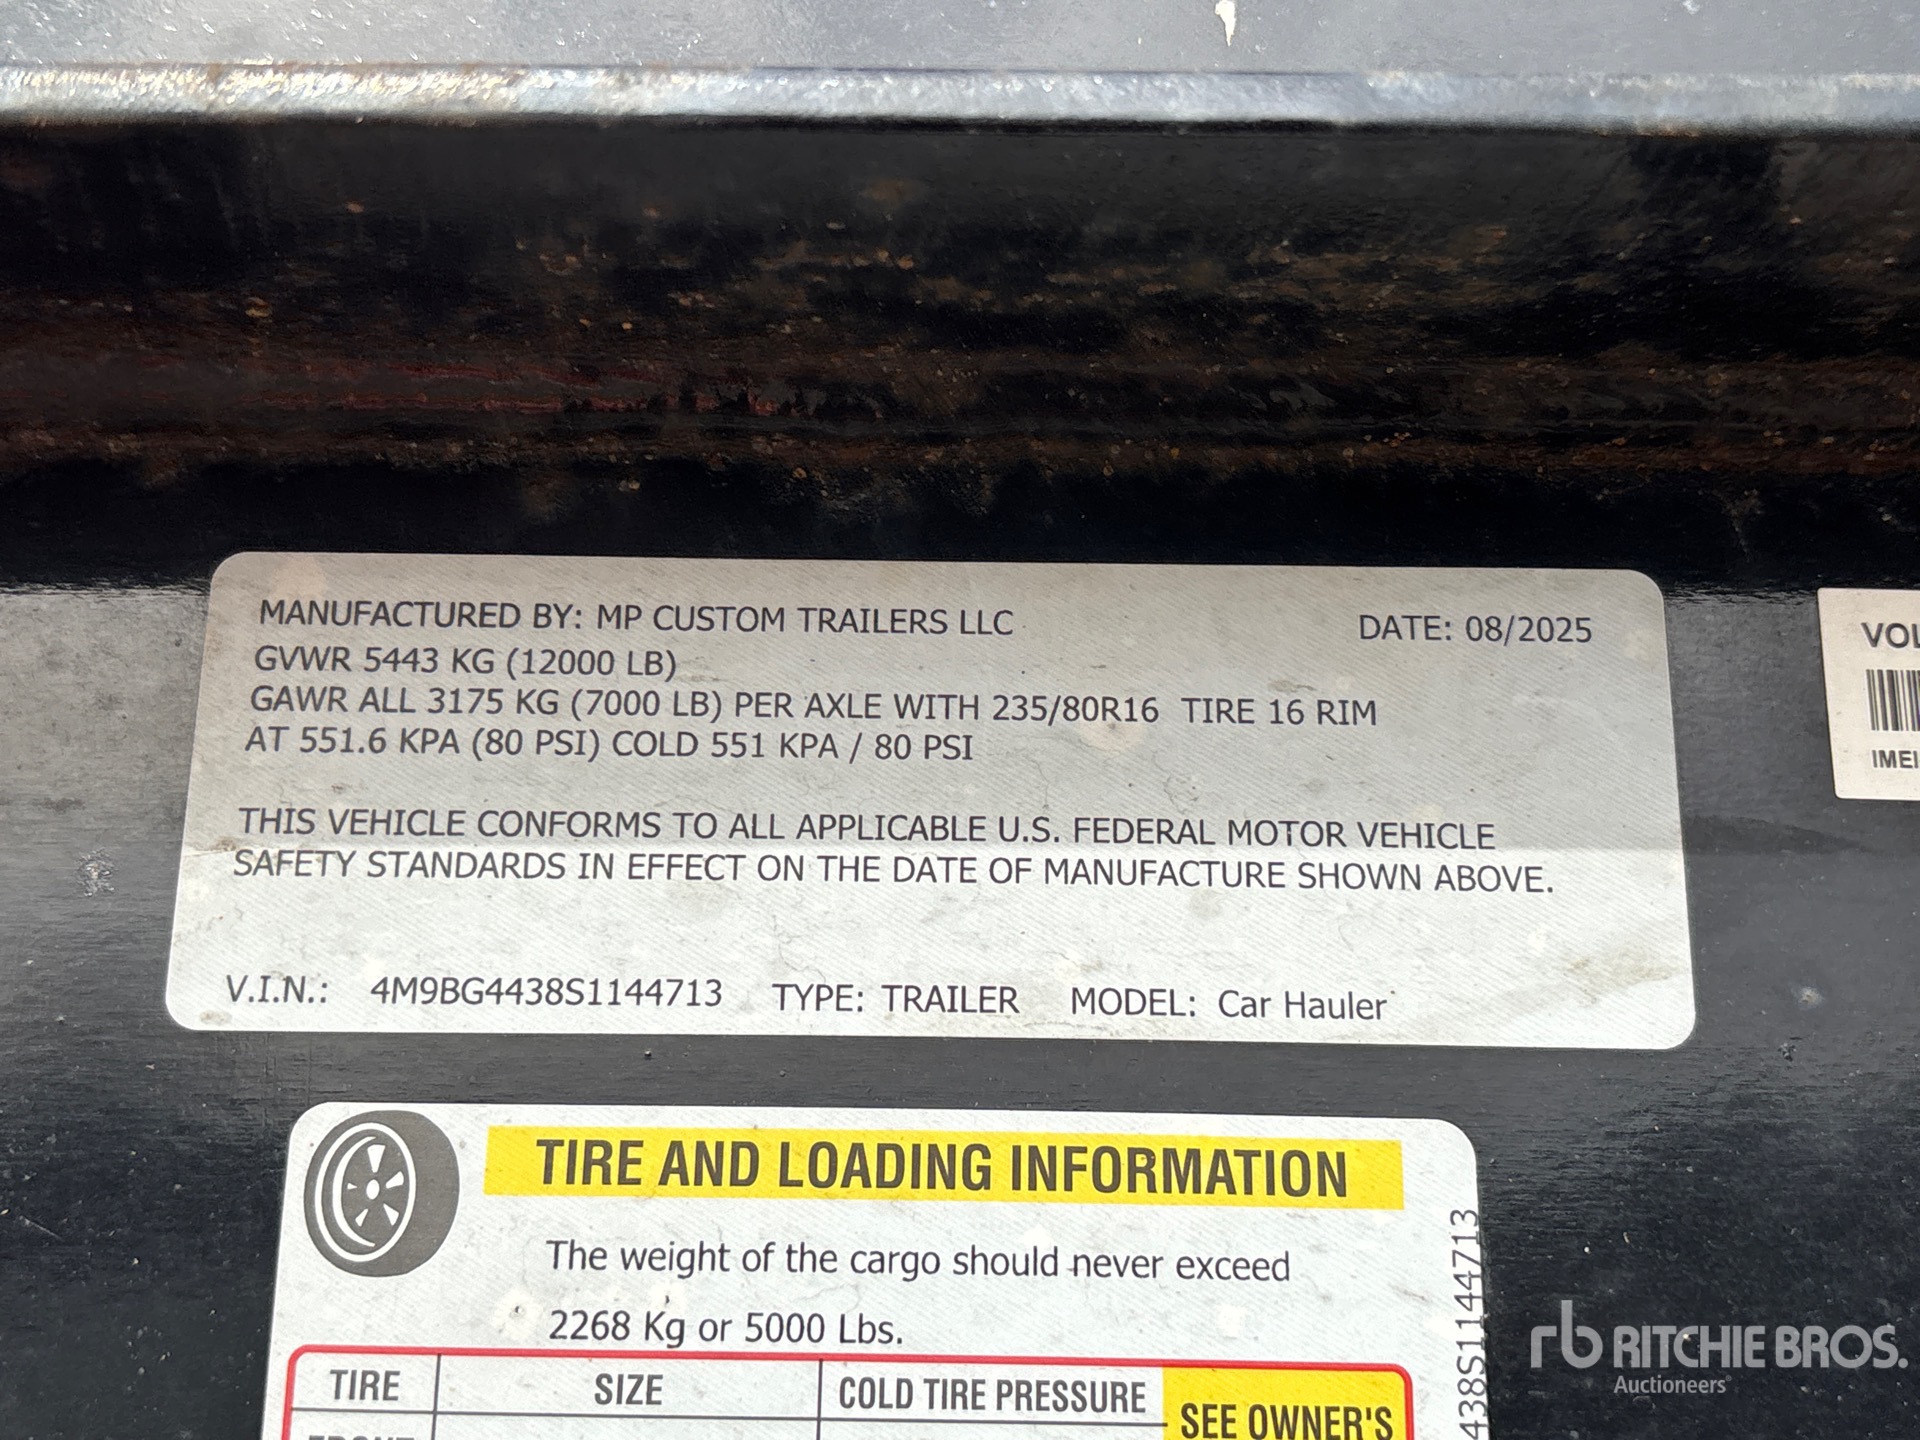 MANUFACTURED BY: MP CUSTOM TRAILERS LLC DATE: 08/2025
GVWR 5443 KG (12000 LB)
GAWR ALL 3175 KG (7000 LB) PER AXLE WITH 235/80R16 TIRE 16 RIM
AT 551.6 KPA (80 PSI) COLD 551 KPA / 80 PSI
THIS VEHICLE CONFORMS TO ALL APPLICABLE U.S. FEDERAL MOTOR VEHICLE
SAFETY STANDARDS IN EFFECT ON THE DATE OF MANUFACTURE SHOWN ABOVE.
V.I.N.: 4M9BG4438S1144713 TYPE: TRAILER MODEL: Car Hauler
VOL
IMEI
TIRE AND LOADING INFORMATION
The weight of the cargo should never exceed
2268 Kg or 5000 Lbs.
TIRE SIZE COLD TIRE PRESSURE SEE OWNER'S
438S1144713
rb RITCHIE BROS.
Auctioneers